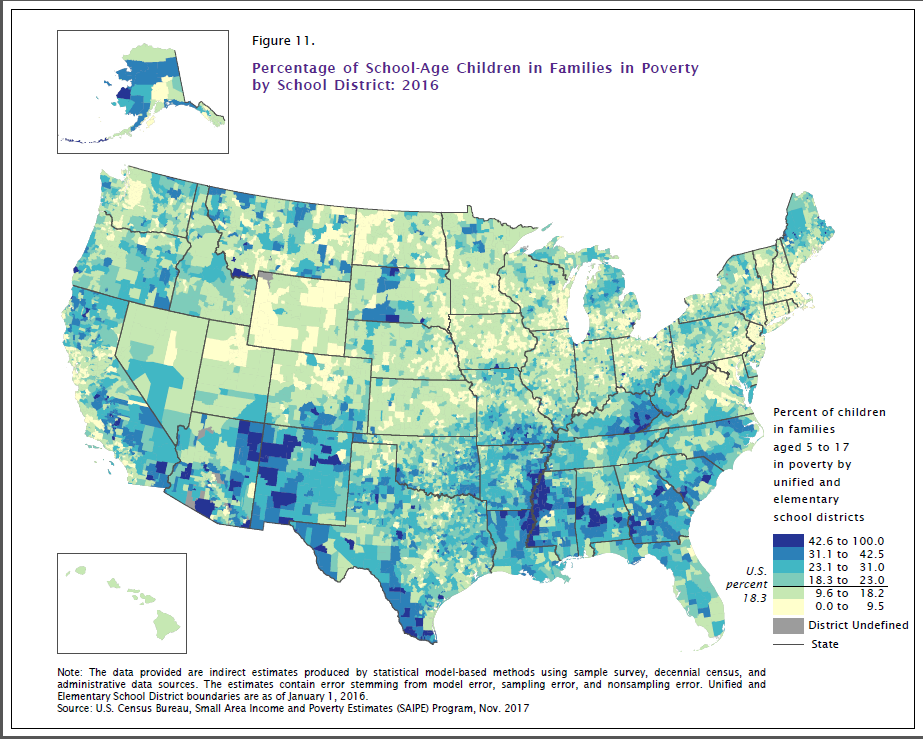 Figure 11.
Percentage of School-Age Children in Families in Poverty
by School District: 2016
Percent of children
in families
aged 5 to 17
in poverty by
unified and
elementary
school districts
42.6 to 100.0
31.1 to 42.5
23.1 to 31.0
18.3 to 23.0
9.6 to 18.2
0.0 to 9.5
U.S.
percent
18.3
District Undefined
State
Note: The data provided are indirect estimates produced by statistical model-based methods using sample survey, decennial census, and
administrative data sources. The estimates contain error stemming from model error, sampling error, and nonsampling error. Unified and
Elementary School District boundaries are as of January 1, 2016.
Source: U.S. Census Bureau, Small Area Income and Poverty Estimates (SAIPE) Program, Nov. 2017